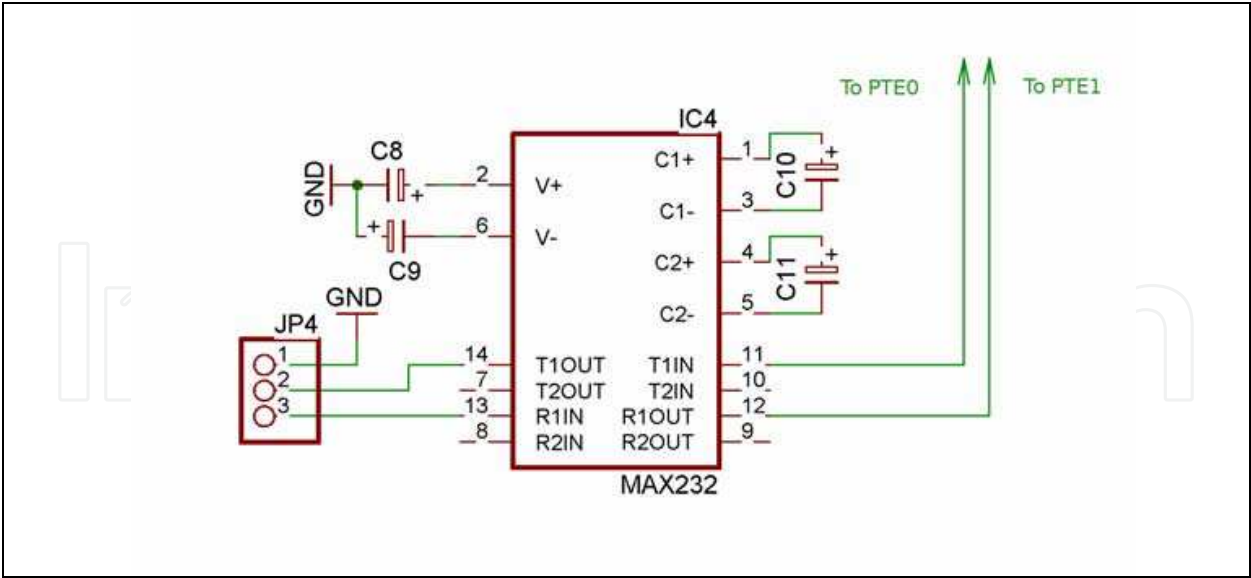 To PTE0
To PTE1
IC4
C8
GND
+
2
V+
+
6
V-
C9
C1+
1
+
C10
C1-
3
C2+
4
+
C11
C2-
5
GND
JP4
1
2
3
14
T1OUT
T1IN
11
7
T2OUT
T2IN
10
13
R1IN
R1OUT
12
8
R2IN
R2OUT
9
MAX232